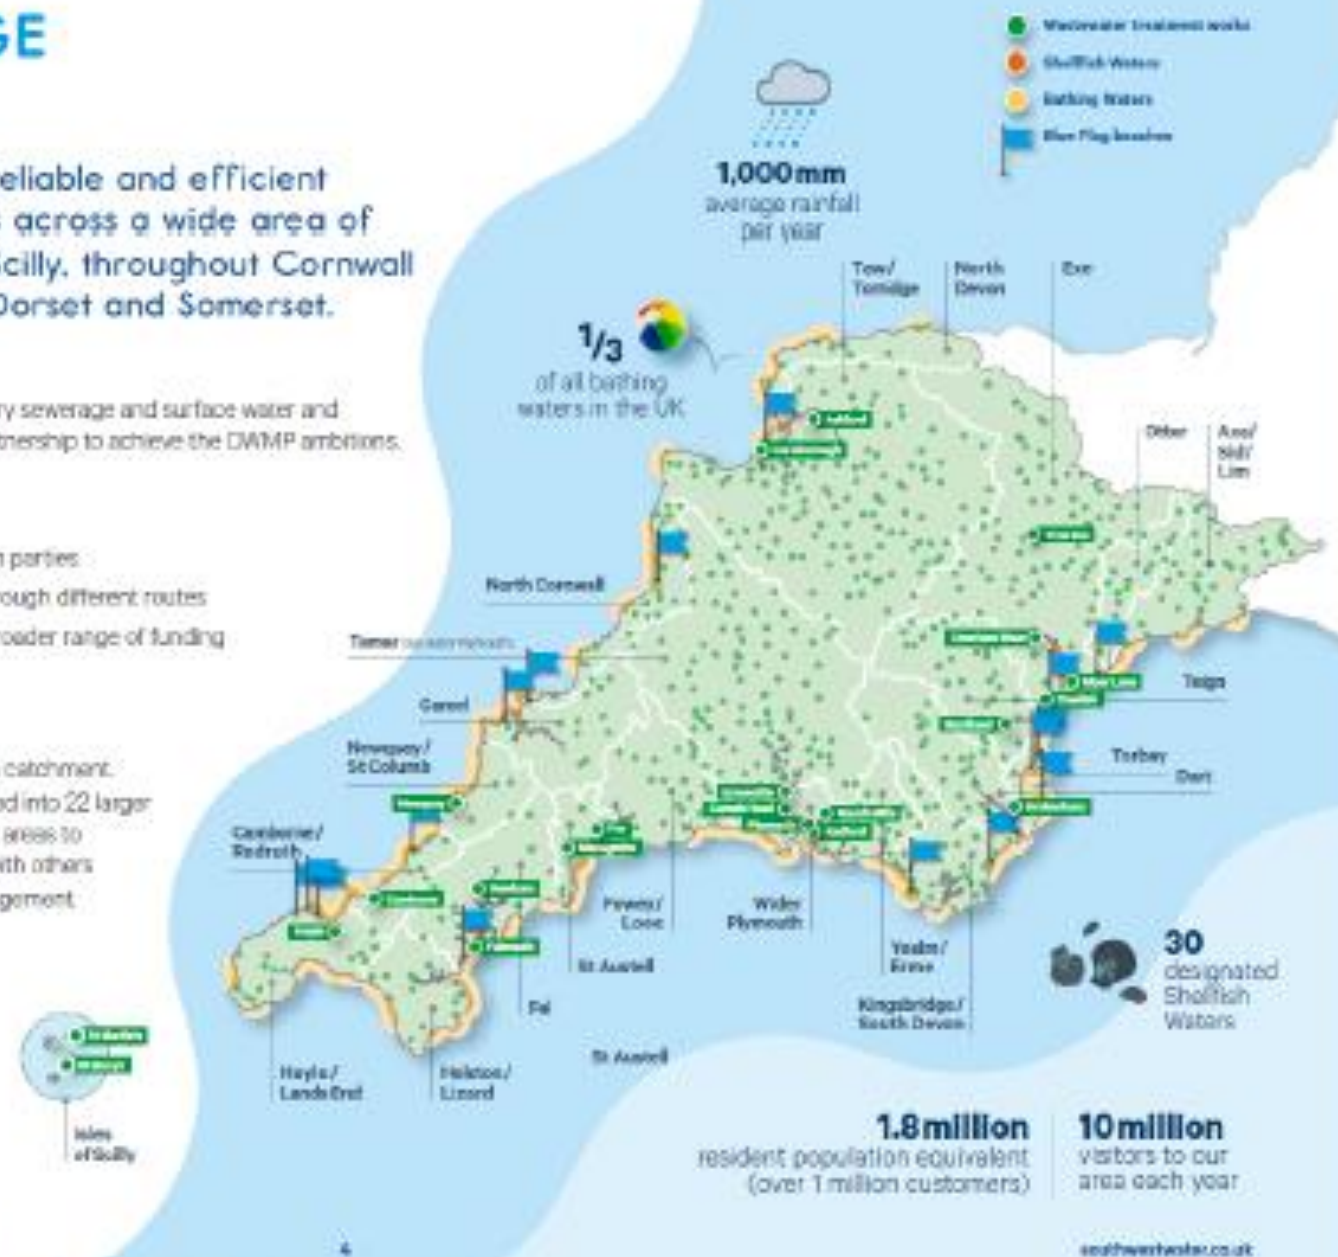 GE
eliable and efficient
s across a wide area of
cilly, throughout Cornwall
Dorset and Somerset.
ry sewerage and surface water and
tnership to achieve the DWMP ambitions.
n parties
rough different routes
roader range of funding
catchment.
ed into 22 larger
areas to
ith others
gement
Wastewater treatment works
Shellfish Waters
Bathing Waters
Blue Flag beaches
1,000mm
average rainfall
per year
1/3
of all bathing
waters in the UK
Taw/
Torridge
North
Devon
Exe
Otter
Axe/
Sid/
Lim
North Cornwall
Tamar
Gannel
Newquay/
St Columb
Camborne/
Redruth
Teign
Torbay
Dart
Fowey/
Looe
Wider
Plymouth
Yealm/
Erme
Kingsbridge/
South Devon
St Austell
Fal
St Austell
Hayle/
Lands End
Helston/
Lizard
Isles
of Scilly
30
designated
Shellfish
Waters
1.8million
resident population equivalent
(over 1 million customers)
10million
visitors to our
area each year
4
southwestwater.co.uk